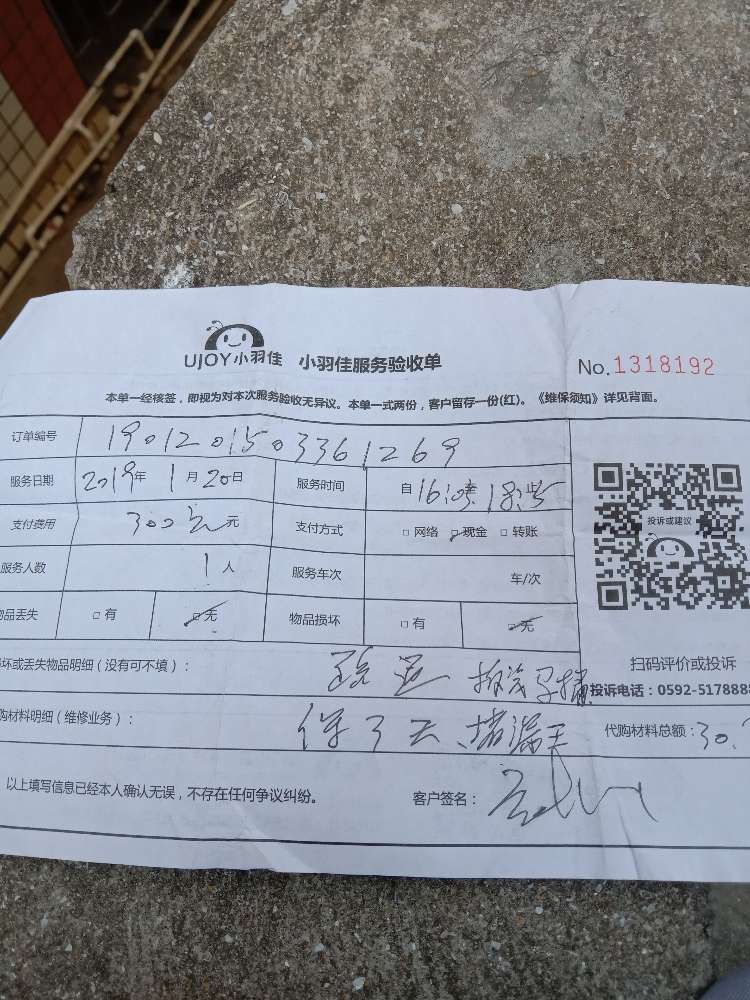 UJOY小羽佳 小羽佳服务验收单 No.1318192
本单一经核签，即视为对本次服务验收无异议。本单一式两份，客户留存一份(红)。《维保须知》详见背面。
订单编号 1901201503361269
服务日期 2019年 1月20日 服务时间 自16:0 至 18:
支付费用 300元 支付方式 □网络 □现金 □转账
服务人数 1人 服务车次 车/次
品丢失 □有 □无 物品损坏 □有 □无
投诉或建议
扫码评价或投诉
投诉电话：0592-5178888
坏或丢失物品明细（没有可不填）： 疏通
购材料明细（维修业务）： 堵漏王 代购材料总额：30.
以上填写信息已经本人确认无误，不存在任何争议纠纷。 客户签名：